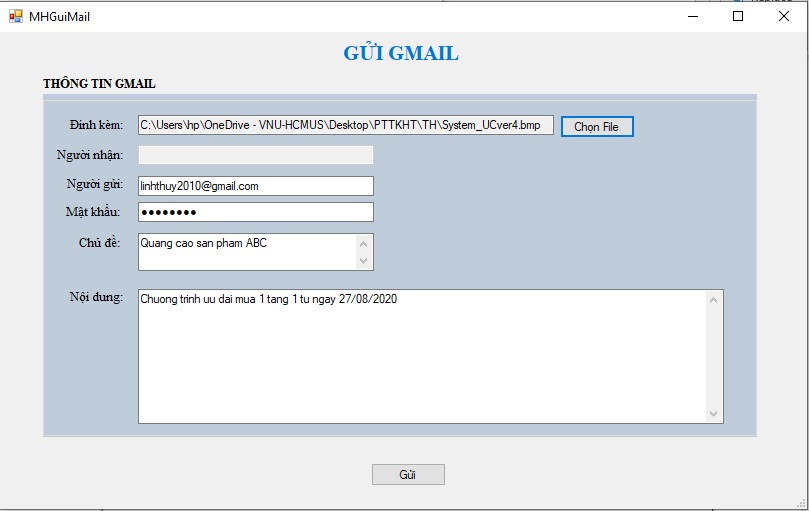 MHGuiMail
GỬI GMAIL
THÔNG TIN GMAIL
Đính kèm: C:\Users\hp\OneDrive - VNU-HCMUS\Desktop\PTTKHT\TH\System_UCver4.bmp Chọn File
Người nhận:
Người gửi: linhthuy2010@gmail.com
Mật khẩu: ●●●●●●●●
Chủ đề: Quang cao san pham ABC
Nội dung: Chuong trinh uu dai mua 1 tang 1 tu ngay 27/08/2020
Gửi